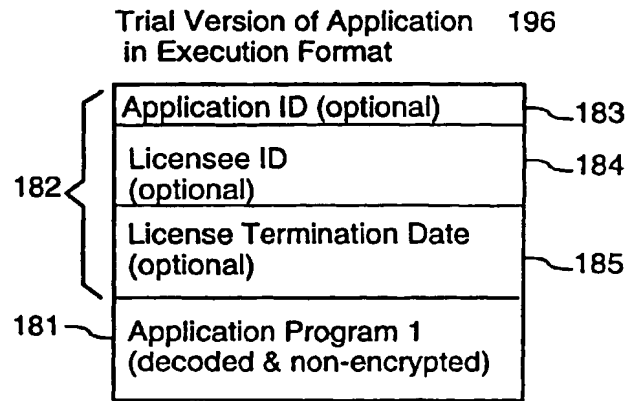 Trial Version of Application 196
in Execution Format
Application ID (optional)
183
Licensee ID
(optional)
184
182
License Termination Date
(optional)
185
181
Application Program 1
(decoded & non-encrypted)